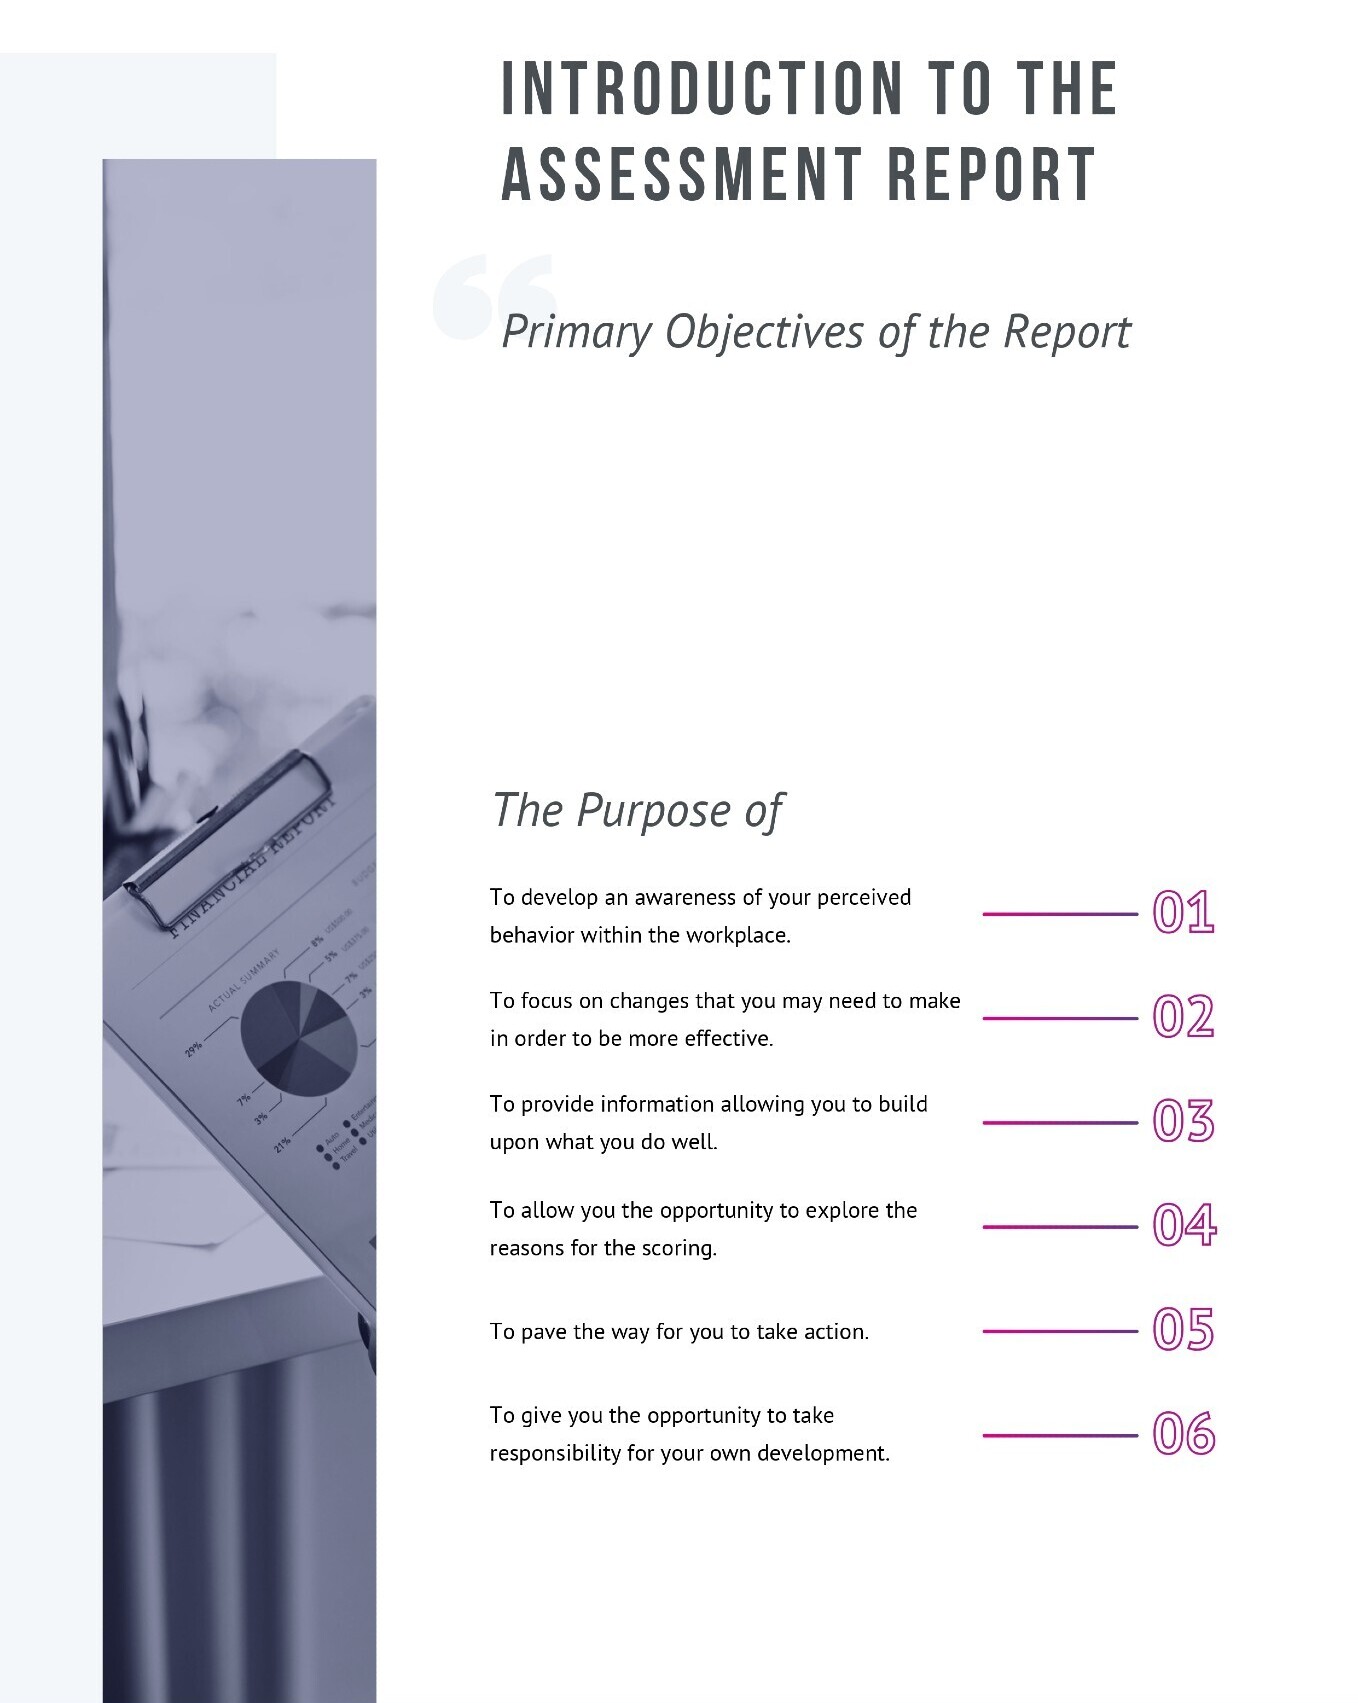 INTRODUCTION TO THE
ASSESSMENT REPORT
“
Primary Objectives of the Report
The Purpose of
To develop an awareness of your perceived
behavior within the workplace.
01
To focus on changes that you may need to make
in order to be more effective.
02
To provide information allowing you to build
upon what you do well.
03
To allow you the opportunity to explore the
reasons for the scoring.
04
To pave the way for you to take action.
05
To give you the opportunity to take
responsibility for your own development.
06
FINANCIAL REPORT
ACTUAL SUMMARY
8%
5%
7%
3%
29%
7%
3%
21%
Auto
Home
Travel